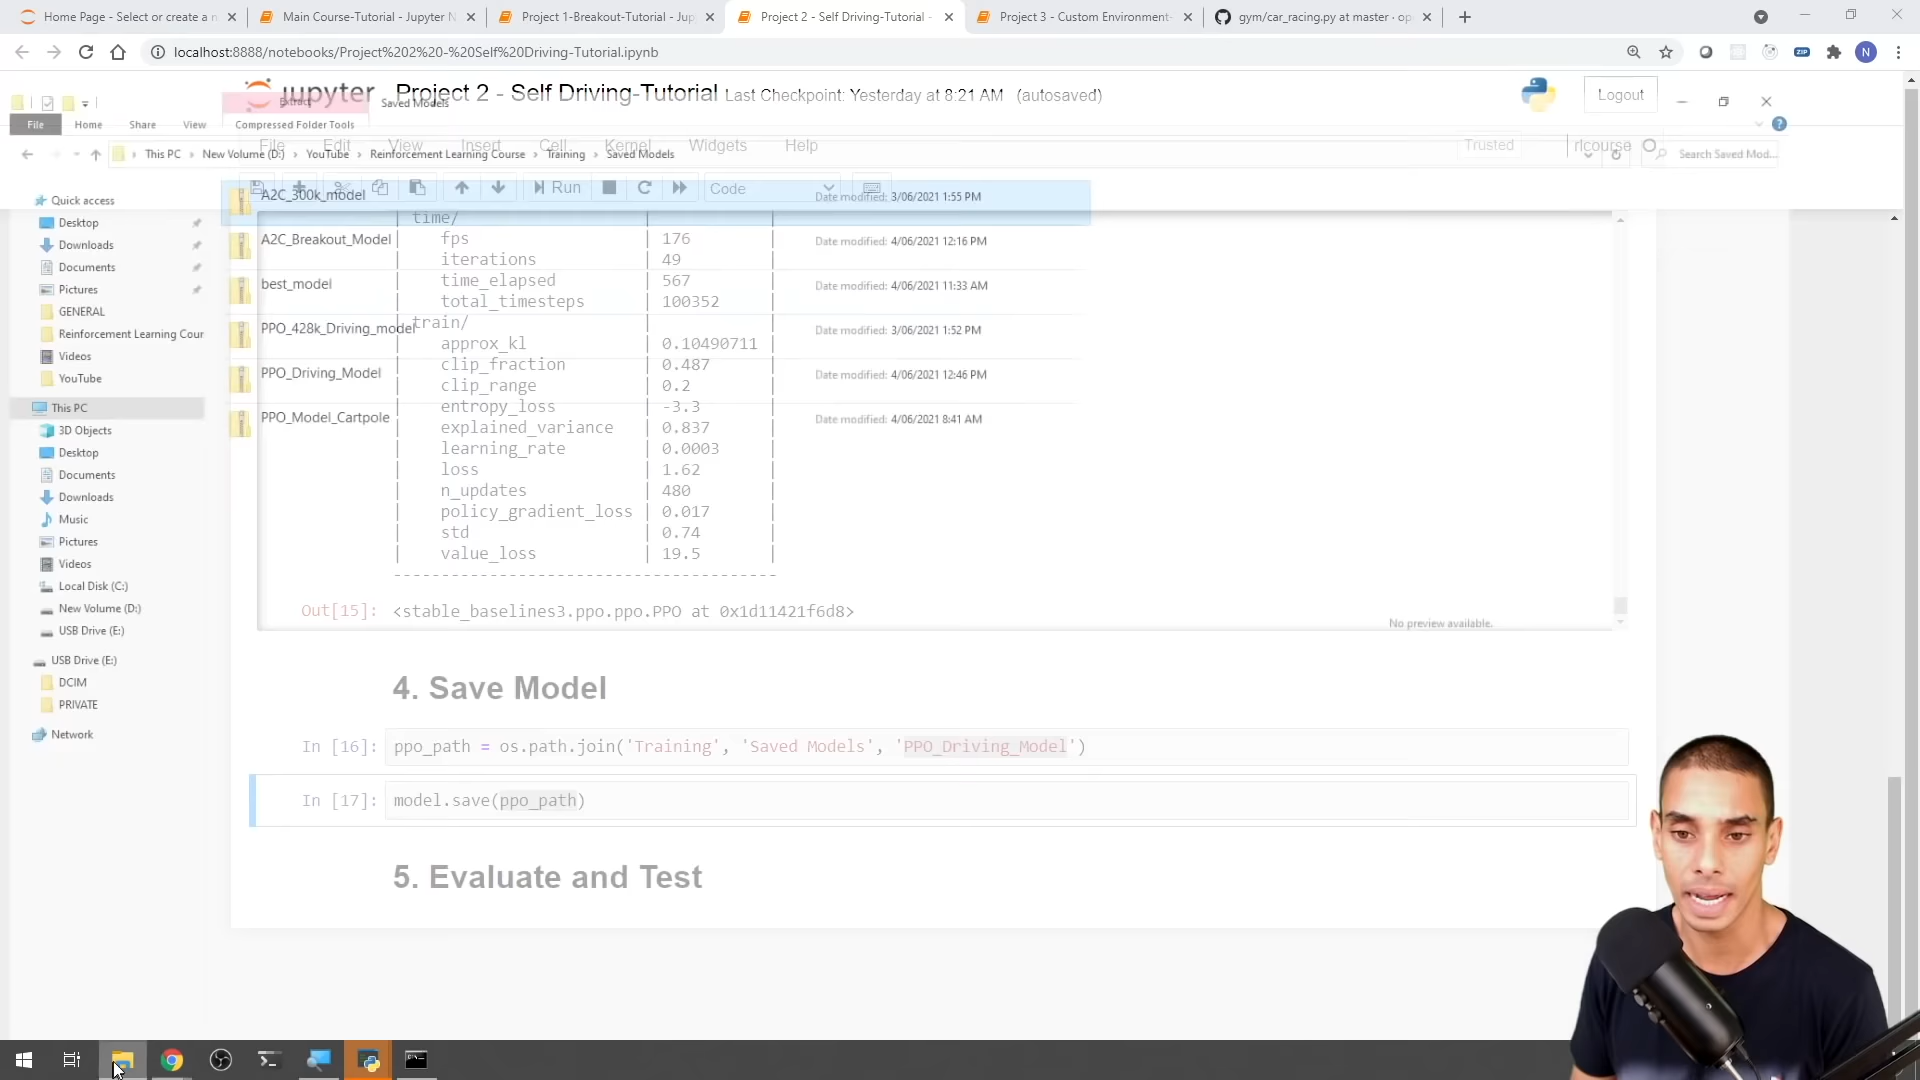 Home Page - Select or create a n
Main Course-Tutorial - Jupyter N
Project 1-Breakout-Tutorial - Jup
Project 2 - Self Driving-Tutorial -
Project 3 - Custom Environment-
gym/car_racing.py at master · op
localhost:8888/notebooks/Project%202%20-%20Self%20Driving-Tutorial.ipynb
ZIP
N
jupyter Project 2 - Self Driving-Tutorial Last Checkpoint: Yesterday at 8:21 AM (autosaved)
Logout
Extract
Saved Models
File Home Share View Compressed Folder Tools
File Edit View Insert Cell Kernel Widgets Help
Trusted
rlcourse
This PC › New Volume (D:) › YouTube › Reinforcement Learning Course › Training › Saved Models
Search Saved Mod...
Run
Code
Quick access
Desktop
Downloads
Documents
Pictures
GENERAL
Reinforcement Learning Cour
Videos
YouTube
This PC
3D Objects
Desktop
Documents
Downloads
Music
Pictures
Videos
Local Disk (C:)
New Volume (D:)
USB Drive (E:)
USB Drive (E:)
DCIM
PRIVATE
Network
A2C_300k_model Date modified: 3/06/2021 1:55 PM
A2C_Breakout_Model Date modified: 4/06/2021 12:16 PM
best_model Date modified: 4/06/2021 11:33 AM
PPO_428k_Driving_model Date modified: 3/06/2021 1:52 PM
PPO_Driving_Model Date modified: 4/06/2021 12:46 PM
PPO_Model_Cartpole Date modified: 4/06/2021 8:41 AM
| time/ | |
| fps | 176 |
| iterations | 49 |
| time_elapsed | 567 |
| total_timesteps | 100352 |
| train/ | |
| approx_kl | 0.10490711 |
| clip_fraction | 0.487 |
| clip_range | 0.2 |
| entropy_loss | -3.3 |
| explained_variance | 0.837 |
| learning_rate | 0.0003 |
| loss | 1.62 |
| n_updates | 480 |
| policy_gradient_loss | 0.017 |
| std | 0.74 |
| value_loss | 19.5 |
----------------------------------------
Out[15]: <stable_baselines3.ppo.ppo.PPO at 0x1d11421f6d8>
No preview available.
4. Save Model
In [16]: ppo_path = os.path.join('Training', 'Saved Models', 'PPO_Driving_Model')
In [17]: model.save(ppo_path)
5. Evaluate and Test